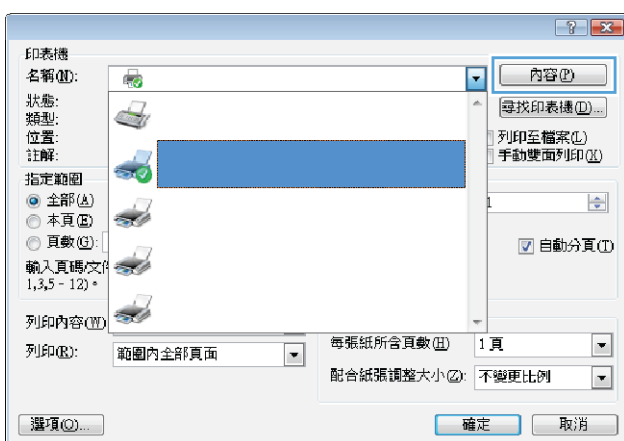 印表機
名稱(N):
內容(P)
狀態:
尋找印表機(D)...
類型:
位置:
列印至檔案(L)
註解:
手動雙面列印(X)
指定範圍
全部(A)
1
本頁(E)
頁數(G):
自動分頁(T)
輸入頁碼/文件
1,3,5 - 12)。
列印內容(W)
每張紙所含頁數(H)
1 頁
列印(R):
範圍內全部頁面
配合紙張調整大小(Z):
不變更比例
選項(O)...
確定
取消